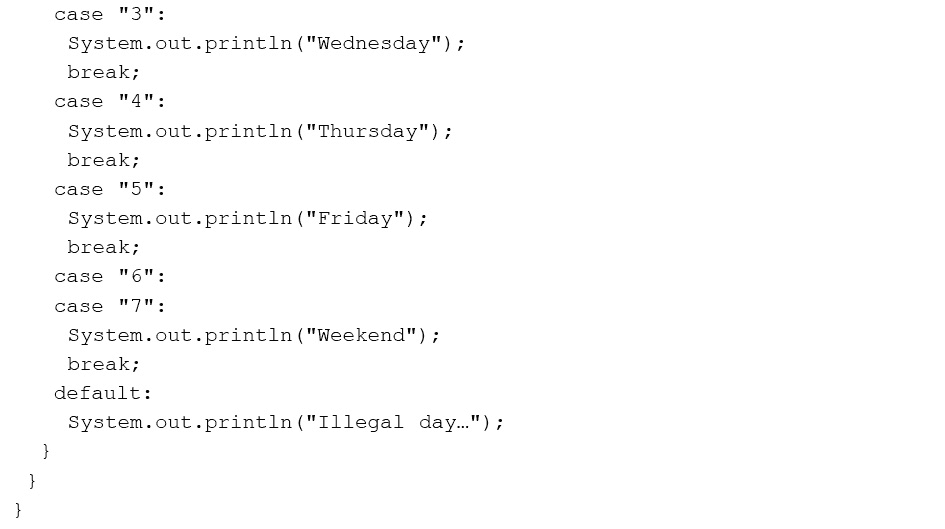 case "3":
System.out.println("Wednesday");
break;
case "4":
System.out.println("Thursday");
break;
case "5":
System.out.println("Friday");
break;
case "6":
case "7":
System.out.println("Weekend");
break;
default:
System.out.println("Illegal day…");
}
}
}